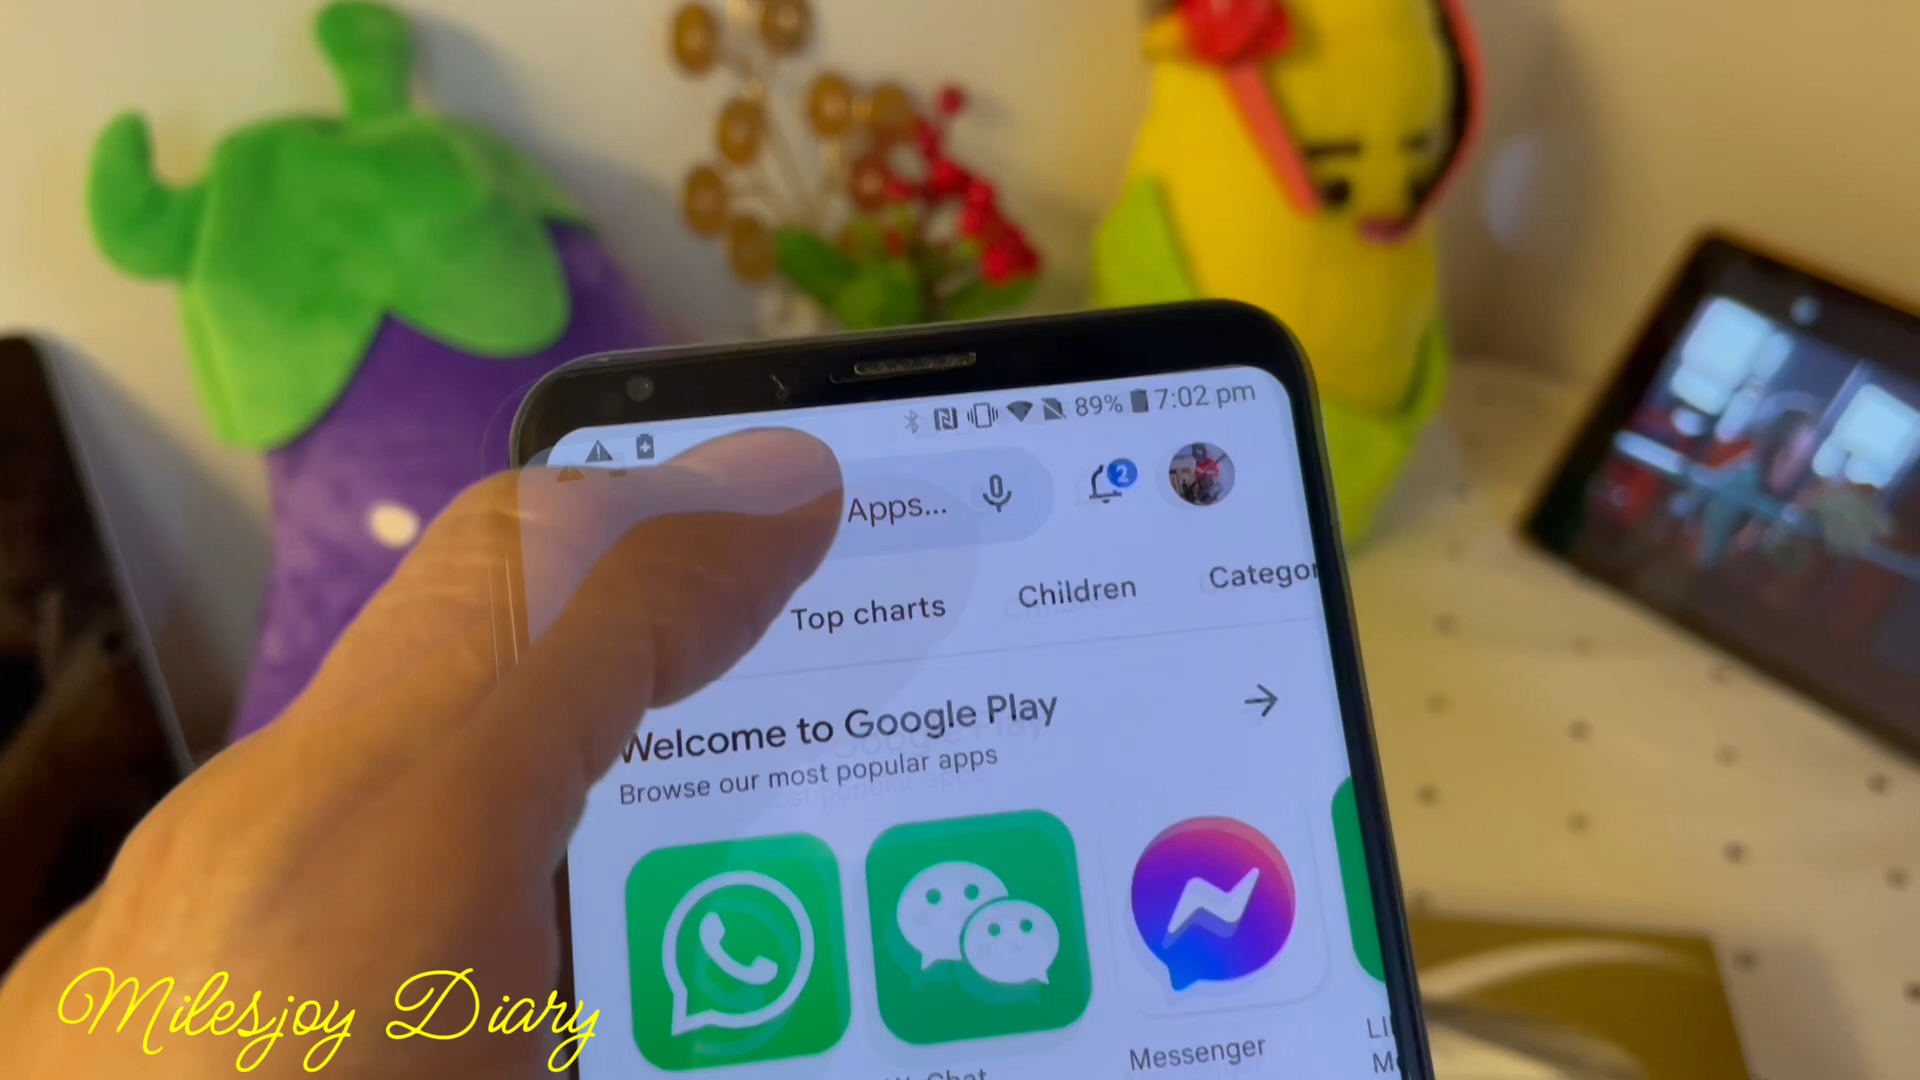 89% 7:02 pm
Apps...
2
Top charts Children Categor
Welcome to Google Play
Browse our most popular apps
Messenger
Milesjoy Diary